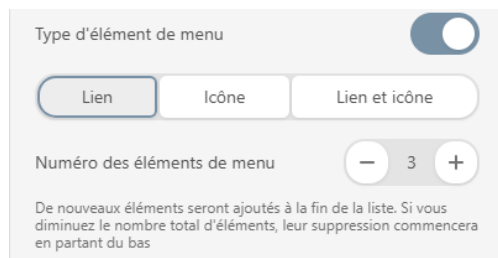 Type d'élément de menu
Lien Icône Lien et icône
Numéro des éléments de menu − 3 +
De nouveaux éléments seront ajoutés à la fin de la liste. Si vous
diminuez le nombre total d'éléments, leur suppression commencera
en partant du bas